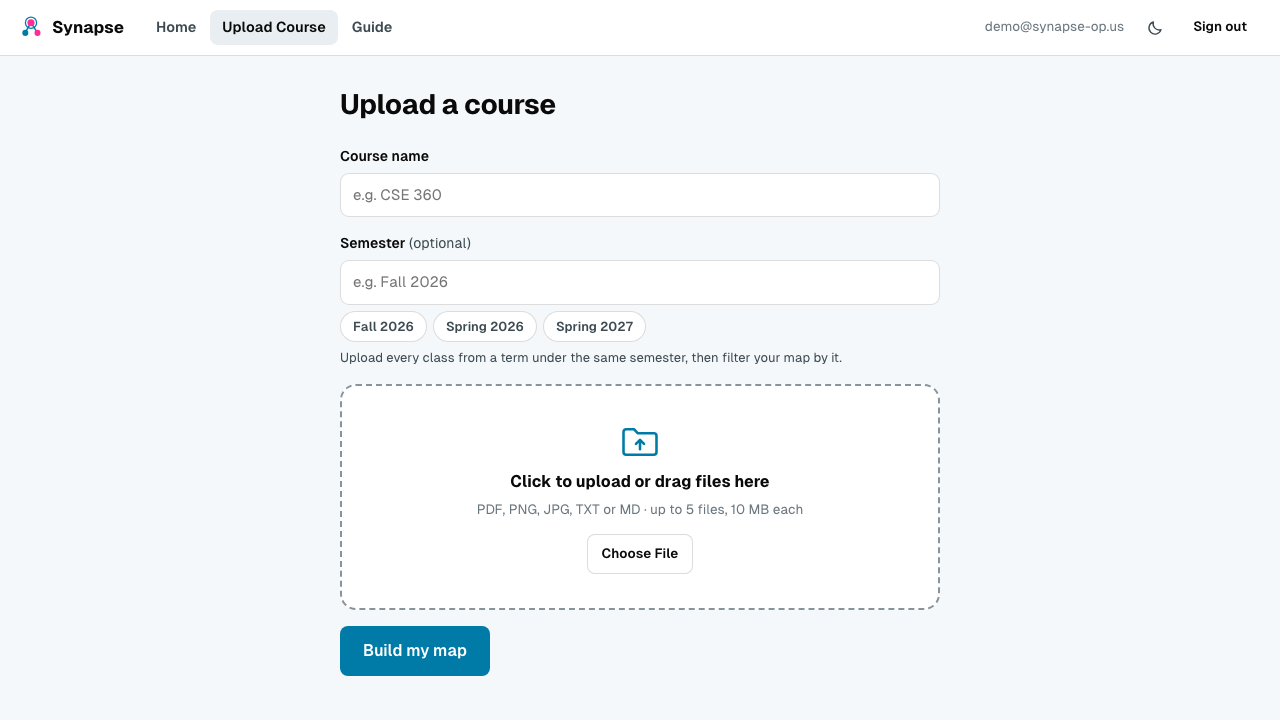 Synapse
Home
Upload Course
Guide
demo@synapse-op.us
Sign out
Upload a course
Course name
e.g. CSE 360
Semester (optional)
e.g. Fall 2026
Fall 2026
Spring 2026
Spring 2027
Upload every class from a term under the same semester, then filter your map by it.
Click to upload or drag files here
PDF, PNG, JPG, TXT or MD · up to 5 files, 10 MB each
Choose File
Build my map